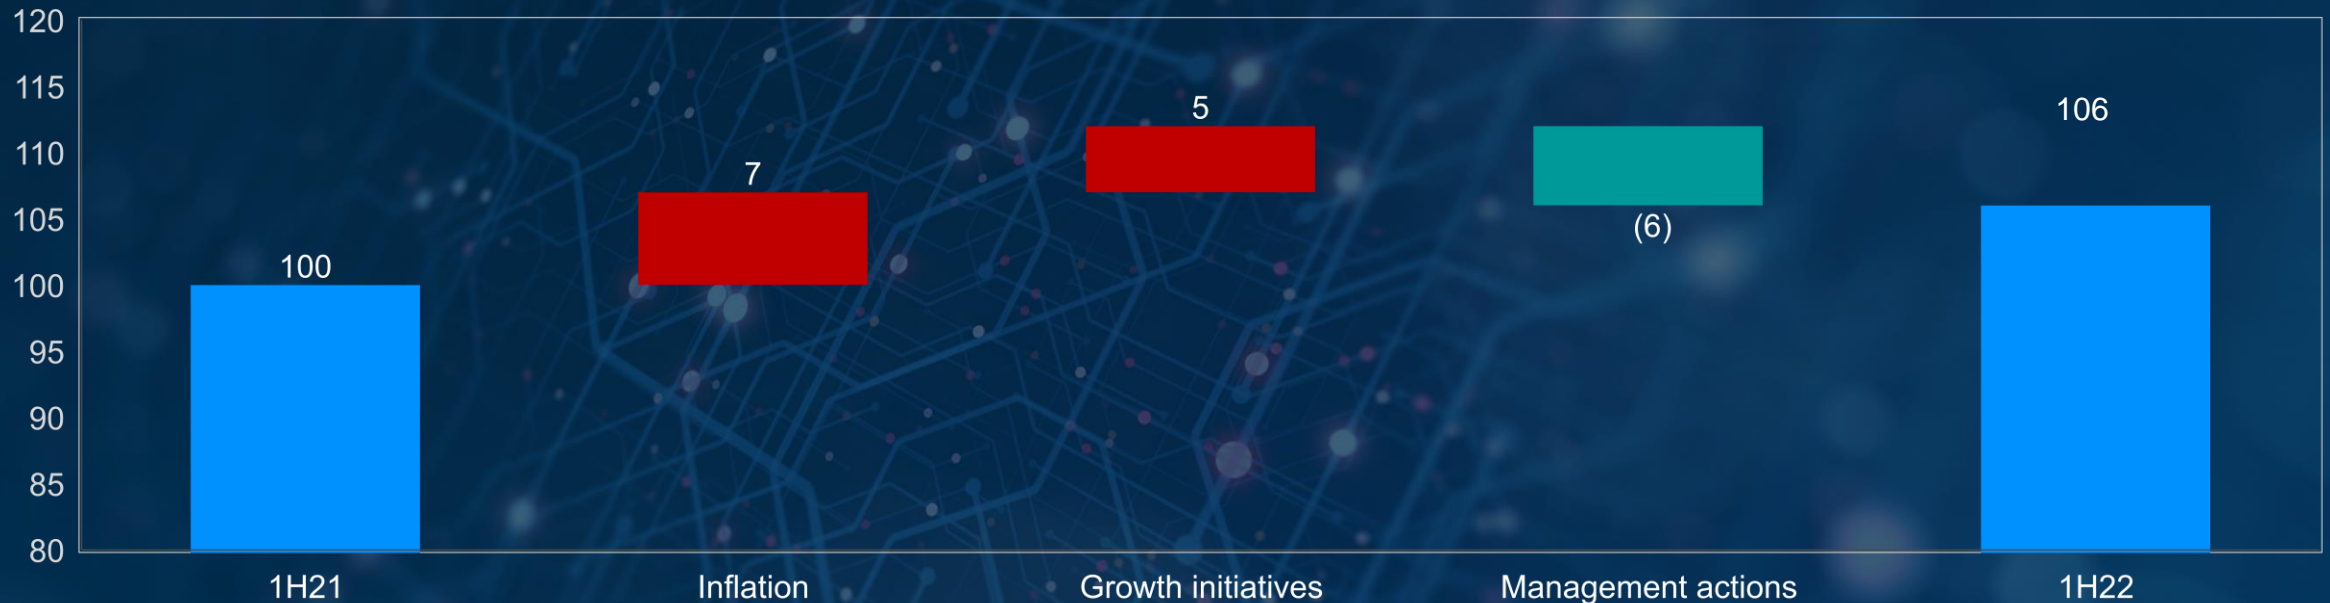 120
115
110
105
100
95
90
85
80
100
7
5
(6)
106
1H21
Inflation
Growth initiatives
Management actions
1H22